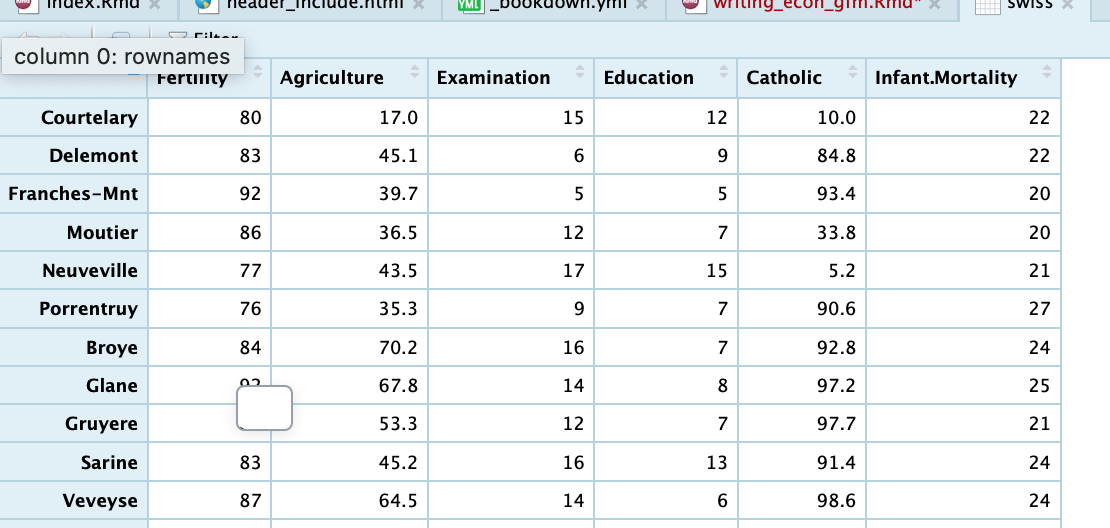 index.Rmd header_include.html YML _bookdown.yml writing_econ_gfm.Rmd* swiss
Filter
column 0: rownames
Fertility Agriculture Examination Education Catholic Infant.Mortality
Courtelary 80 17.0 15 12 10.0 22
Delemont 83 45.1 6 9 84.8 22
Franches-Mnt 92 39.7 5 5 93.4 20
Moutier 86 36.5 12 7 33.8 20
Neuveville 77 43.5 17 15 5.2 21
Porrentruy 76 35.3 9 7 90.6 27
Broye 84 70.2 16 7 92.8 24
Glane 67.8 14 8 97.2 25
Gruyere 53.3 12 7 97.7 21
Sarine 83 45.2 16 13 91.4 24
Veveyse 87 64.5 14 6 98.6 24